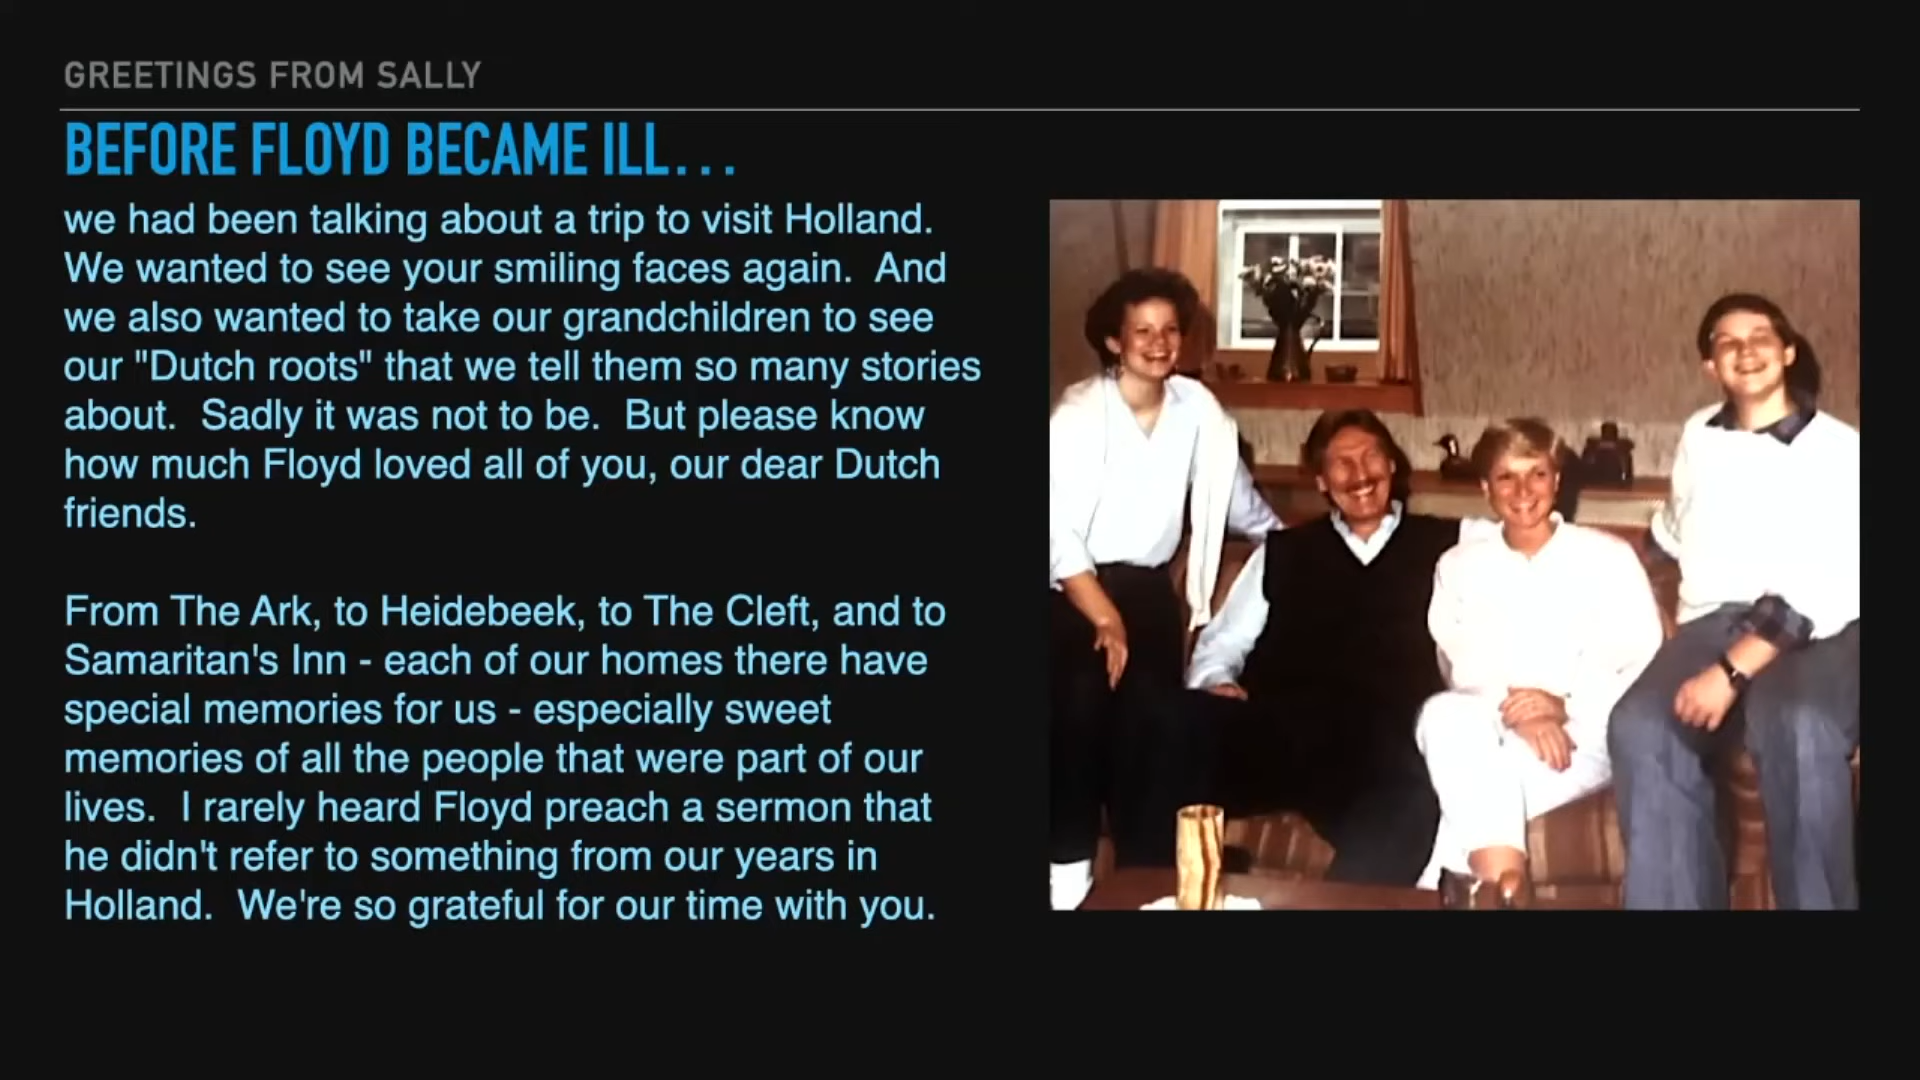 GREETINGS FROM SALLY
BEFORE FLOYD BECAME ILL...
we had been talking about a trip to visit Holland.
We wanted to see your smiling faces again.  And
we also wanted to take our grandchildren to see
our "Dutch roots" that we tell them so many stories
about.  Sadly it was not to be.  But please know
how much Floyd loved all of you, our dear Dutch
friends.
From The Ark, to Heidebeek, to The Cleft, and to
Samaritan's Inn - each of our homes there have
special memories for us - especially sweet
memories of all the people that were part of our
lives.  I rarely heard Floyd preach a sermon that
he didn't refer to something from our years in
Holland.  We're so grateful for our time with you.